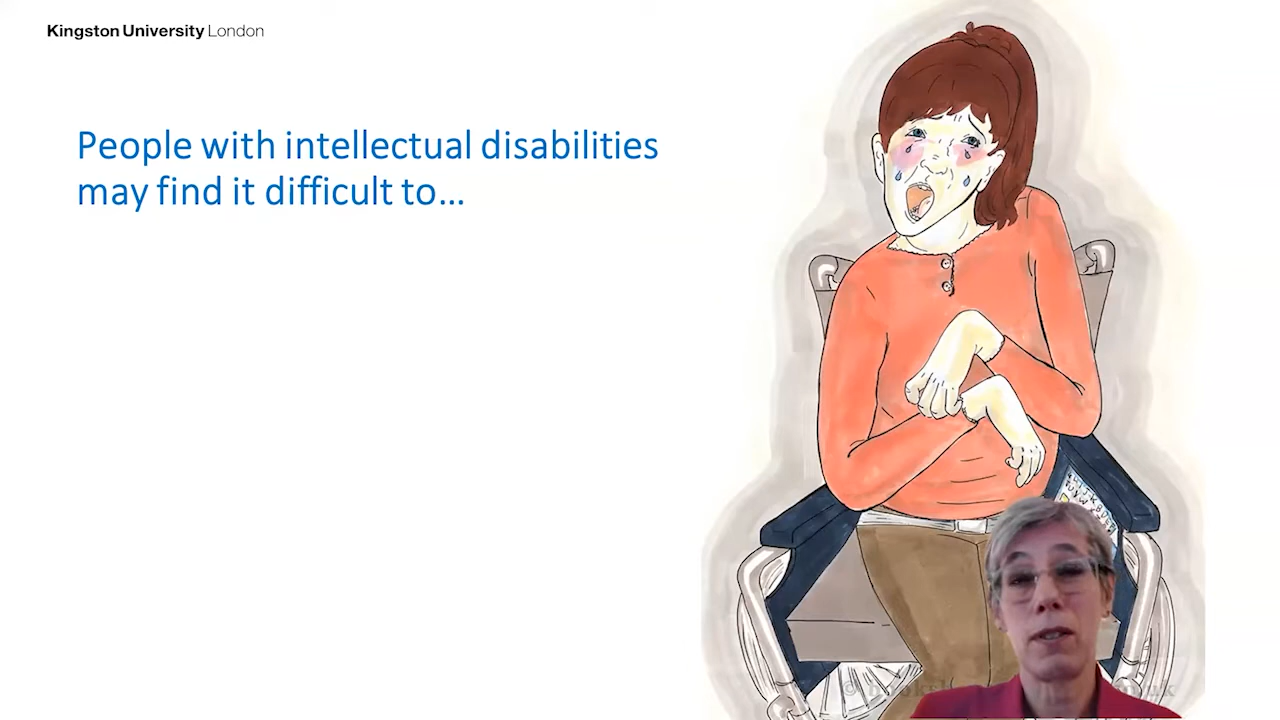 Kingston University London
People with intellectual disabilities
may find it difficult to...